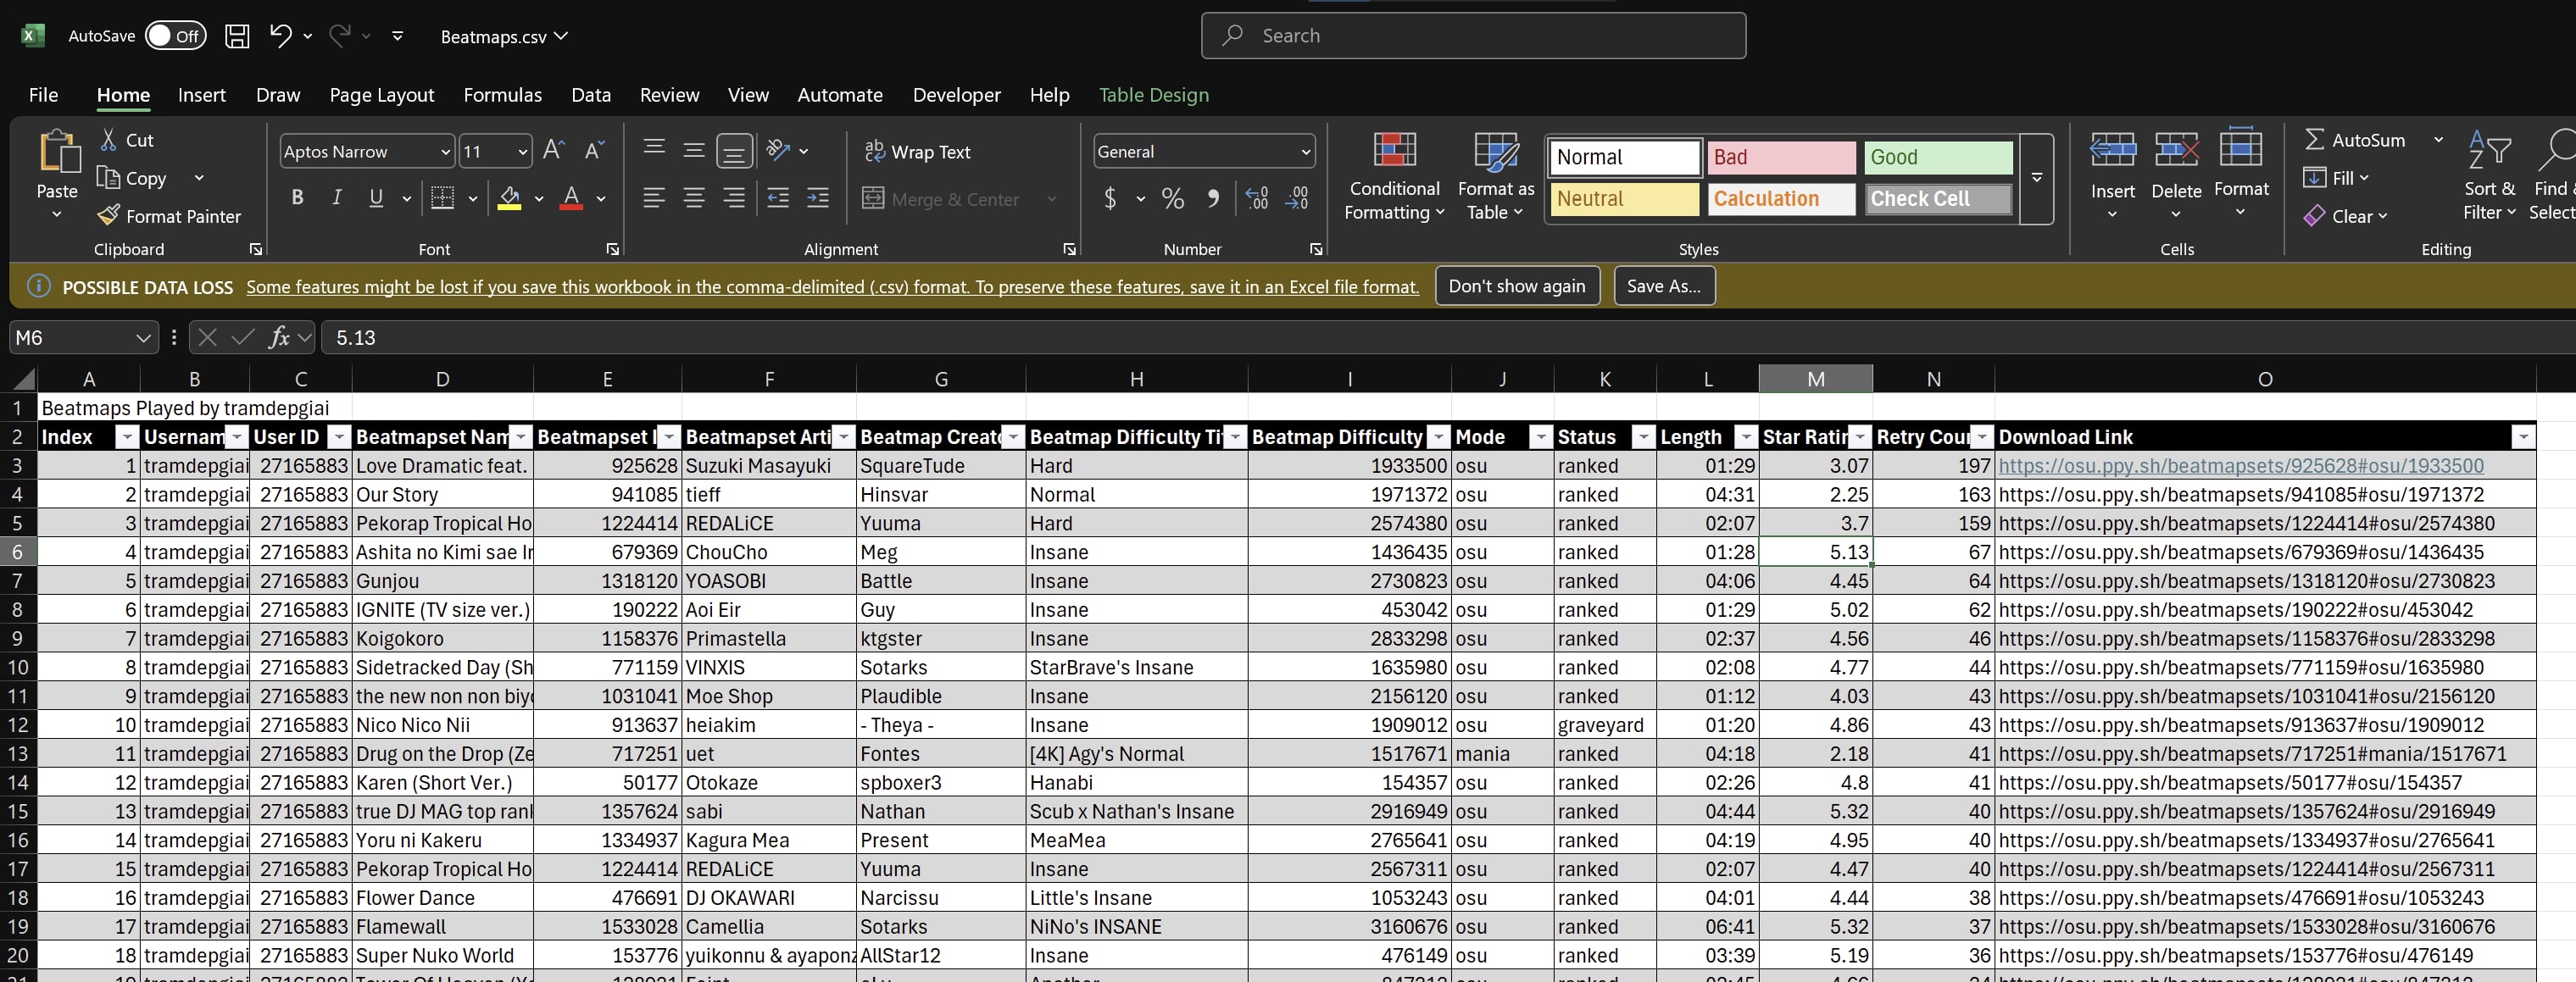 AutoSave Off Beatmaps.csv Search
File Home Insert Draw Page Layout Formulas Data Review View Automate Developer Help Table Design
Paste Cut Copy Format Painter Clipboard
Aptos Narrow 11 B I U Font
Wrap Text Merge & Center Alignment
General $ % Number
Conditional Formatting Format as Table Normal Bad Good Neutral Calculation Check Cell Styles
Insert Delete Format Cells
AutoSum Fill Clear Sort & Filter Find & Select Editing
POSSIBLE DATA LOSS Some features might be lost if you save this workbook in the comma-delimited (.csv) format. To preserve these features, save it in an Excel file format. Don't show again Save As...
M6 fx 5.13
A B C D E F G H I J K L M N O
1 Beatmaps Played by tramdepgiai
2 Index Usernam User ID Beatmapset Nam Beatmapset I Beatmapset Arti Beatmap Creato Beatmap Difficulty Ti Beatmap Difficulty Mode Status Length Star Ratin Retry Cou Download Link
3 1 tramdepgiai 27165883 Love Dramatic feat. 925628 Suzuki Masayuki SquareTude Hard 1933500 osu ranked 01:29 3.07 197 https://osu.ppy.sh/beatmapsets/925628#osu/1933500
4 2 tramdepgiai 27165883 Our Story 941085 tieff Hinsvar Normal 1971372 osu ranked 04:31 2.25 163 https://osu.ppy.sh/beatmapsets/941085#osu/1971372
5 3 tramdepgiai 27165883 Pekorap Tropical Ho 1224414 REDALiCE Yuuma Hard 2574380 osu ranked 02:07 3.7 159 https://osu.ppy.sh/beatmapsets/1224414#osu/2574380
6 4 tramdepgiai 27165883 Ashita no Kimi sae Ir 679369 ChouCho Meg Insane 1436435 osu ranked 01:28 5.13 67 https://osu.ppy.sh/beatmapsets/679369#osu/1436435
7 5 tramdepgiai 27165883 Gunjou 1318120 YOASOBI Battle Insane 2730823 osu ranked 04:06 4.45 64 https://osu.ppy.sh/beatmapsets/1318120#osu/2730823
8 6 tramdepgiai 27165883 IGNITE (TV size ver.) 190222 Aoi Eir Guy Insane 453042 osu ranked 01:29 5.02 62 https://osu.ppy.sh/beatmapsets/190222#osu/453042
9 7 tramdepgiai 27165883 Koigokoro 1158376 Primastella ktgster Insane 2833298 osu ranked 02:37 4.56 46 https://osu.ppy.sh/beatmapsets/1158376#osu/2833298
10 8 tramdepgiai 27165883 Sidetracked Day (Sh 771159 VINXIS Sotarks StarBrave's Insane 1635980 osu ranked 02:08 4.77 44 https://osu.ppy.sh/beatmapsets/771159#osu/1635980
11 9 tramdepgiai 27165883 the new non non biyo 1031041 Moe Shop Plaudible Insane 2156120 osu ranked 01:12 4.03 43 https://osu.ppy.sh/beatmapsets/1031041#osu/2156120
12 10 tramdepgiai 27165883 Nico Nico Nii 913637 heiakim - Theya - Insane 1909012 osu graveyard 01:20 4.86 43 https://osu.ppy.sh/beatmapsets/913637#osu/1909012
13 11 tramdepgiai 27165883 Drug on the Drop (Ze 717251 uet Fontes [4K] Agy's Normal 1517671 mania ranked 04:18 2.18 41 https://osu.ppy.sh/beatmapsets/717251#mania/1517671
14 12 tramdepgiai 27165883 Karen (Short Ver.) 50177 Otokaze spboxer3 Hanabi 154357 osu ranked 02:26 4.8 41 https://osu.ppy.sh/beatmapsets/50177#osu/154357
15 13 tramdepgiai 27165883 true DJ MAG top rank 1357624 sabi Nathan Scub x Nathan's Insane 2916949 osu ranked 04:44 5.32 40 https://osu.ppy.sh/beatmapsets/1357624#osu/2916949
16 14 tramdepgiai 27165883 Yoru ni Kakeru 1334937 Kagura Mea Present MeaMea 2765641 osu ranked 04:19 4.95 40 https://osu.ppy.sh/beatmapsets/1334937#osu/2765641
17 15 tramdepgiai 27165883 Pekorap Tropical Ho 1224414 REDALiCE Yuuma Insane 2567311 osu ranked 02:07 4.47 40 https://osu.ppy.sh/beatmapsets/1224414#osu/2567311
18 16 tramdepgiai 27165883 Flower Dance 476691 DJ OKAWARI Narcissu Little's Insane 1053243 osu ranked 04:01 4.44 38 https://osu.ppy.sh/beatmapsets/476691#osu/1053243
19 17 tramdepgiai 27165883 Flamewall 1533028 Camellia Sotarks NiNo's INSANE 3160676 osu ranked 06:41 5.32 37 https://osu.ppy.sh/beatmapsets/1533028#osu/3160676
20 18 tramdepgiai 27165883 Super Nuko World 153776 yuikonnu & ayaponz AllStar12 Insane 476149 osu ranked 03:39 5.19 36 https://osu.ppy.sh/beatmapsets/153776#osu/476149